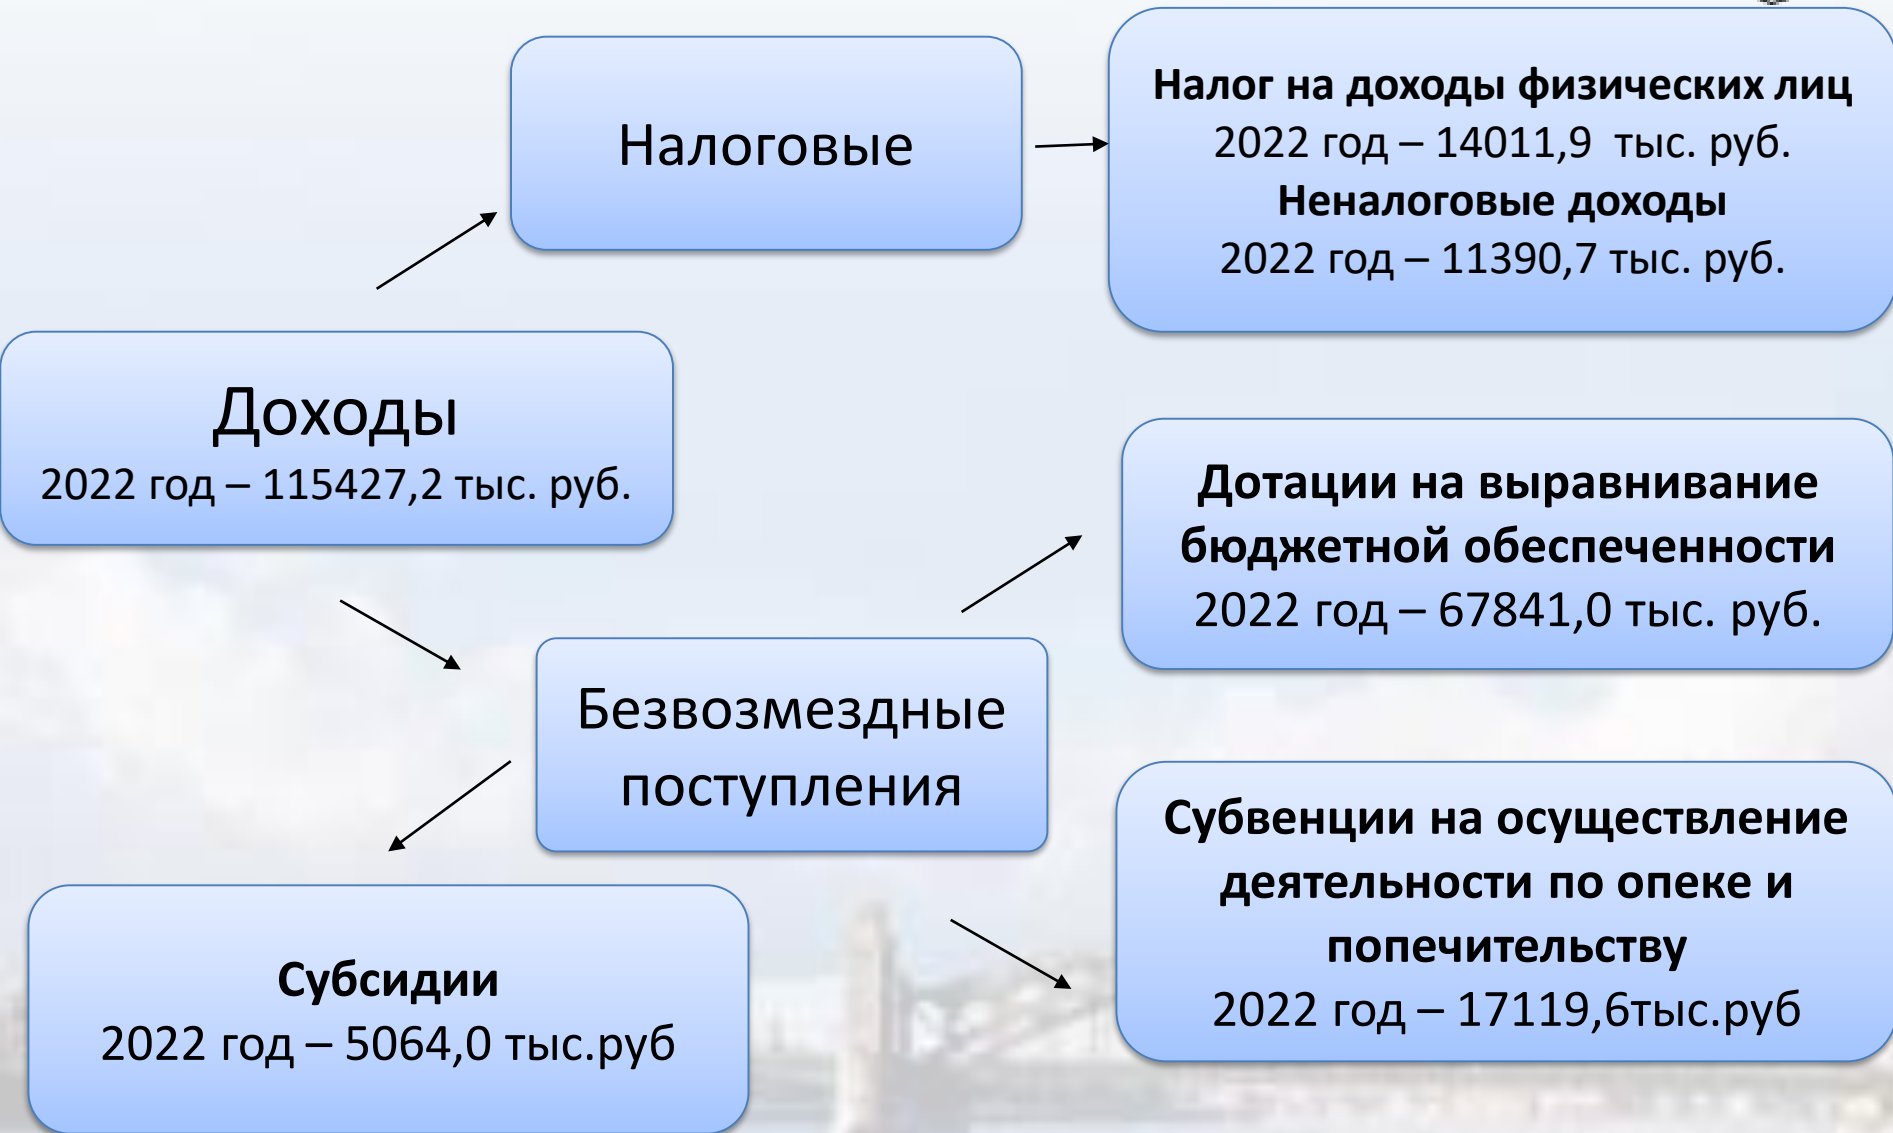 Налоговые
Налог на доходы физических лиц
2022 год – 14011,9 тыс. руб.
Неналоговые доходы
2022 год – 11390,7 тыс. руб.
Доходы
2022 год – 115427,2 тыс. руб.
Дотации на выравнивание
бюджетной обеспеченности
2022 год – 67841,0 тыс. руб.
Безвозмездные
поступления
Субвенции на осуществление
деятельности по опеке и
попечительству
2022 год – 17119,6тыс.руб
Субсидии
2022 год – 5064,0 тыс.руб